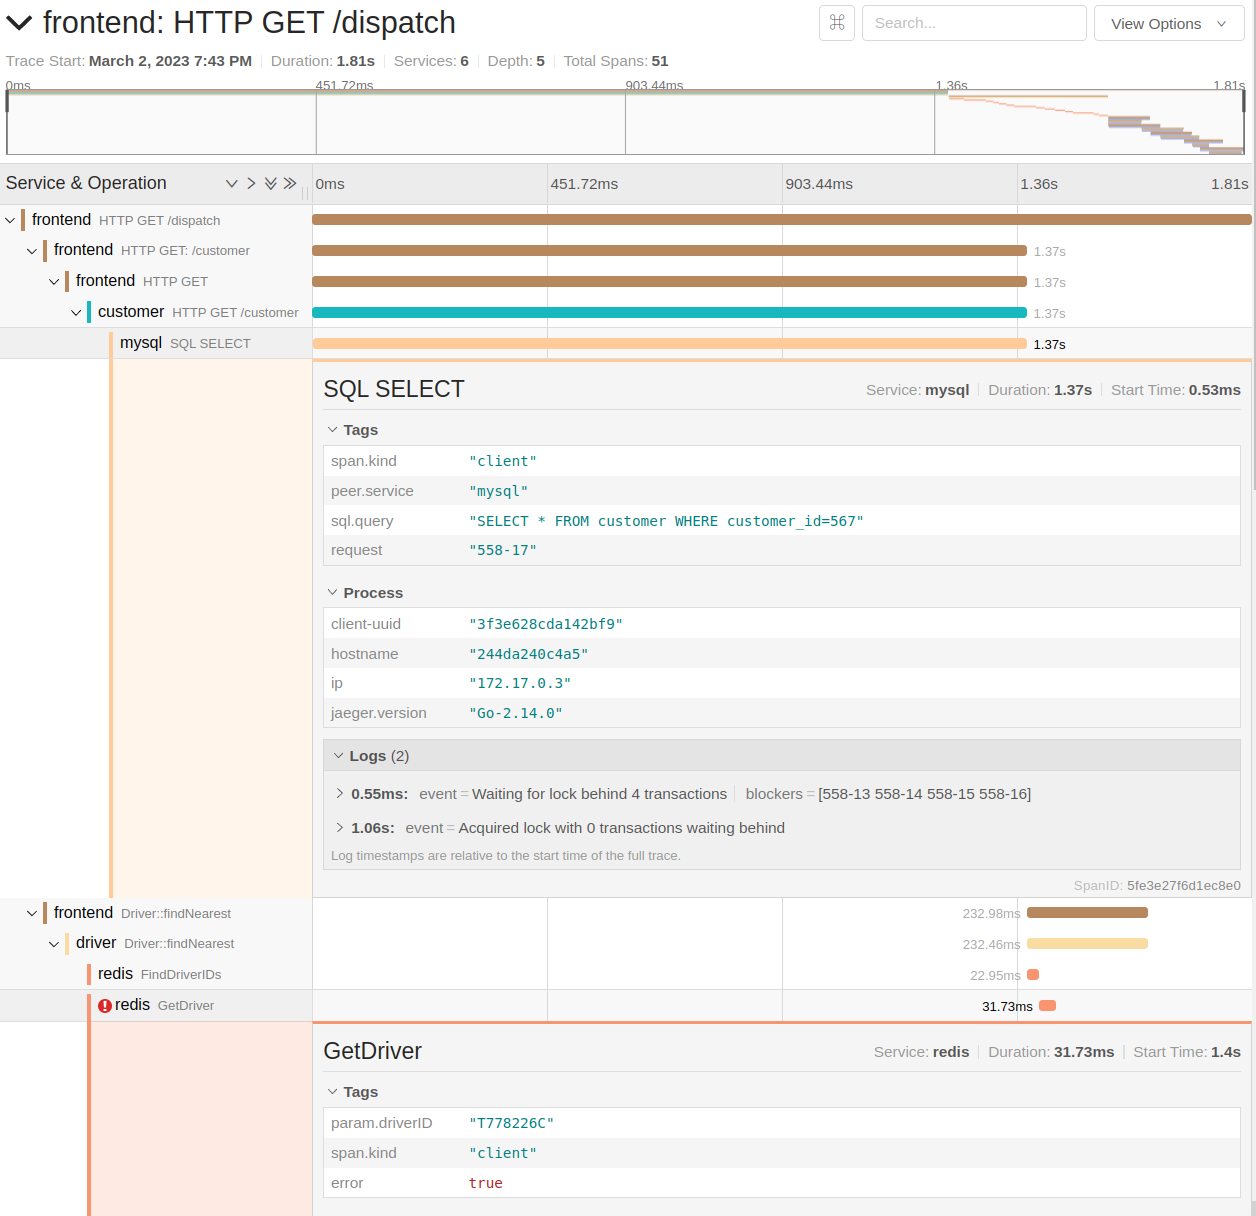 frontend: HTTP GET /dispatch
⌘ Search... View Options
Trace Start: March 2, 2023 7:43 PM Duration: 1.81s Services: 6 Depth: 5 Total Spans: 51
0ms 451.72ms 903.44ms 1.36s 1.81s
Service & Operation 0ms 451.72ms 903.44ms 1.36s 1.81s
frontend HTTP GET /dispatch
frontend HTTP GET: /customer 1.37s
frontend HTTP GET 1.37s
customer HTTP GET /customer 1.37s
mysql SQL SELECT 1.37s
SQL SELECT Service: mysql Duration: 1.37s Start Time: 0.53ms
Tags
span.kind "client"
peer.service "mysql"
sql.query "SELECT * FROM customer WHERE customer_id=567"
request "558-17"
Process
client-uuid "3f3e628cda142bf9"
hostname "244da240c4a5"
ip "172.17.0.3"
jaeger.version "Go-2.14.0"
Logs (2)
0.55ms: event = Waiting for lock behind 4 transactions blockers = [558-13 558-14 558-15 558-16]
1.06s: event = Acquired lock with 0 transactions waiting behind
Log timestamps are relative to the start time of the full trace.
SpanID: 5fe3e27f6d1ec8e0
frontend Driver::findNearest 232.98ms
driver Driver::findNearest 232.46ms
redis FindDriverIDs 22.95ms
redis GetDriver 31.73ms
GetDriver Service: redis Duration: 31.73ms Start Time: 1.4s
Tags
param.driverID "T778226C"
span.kind "client"
error true